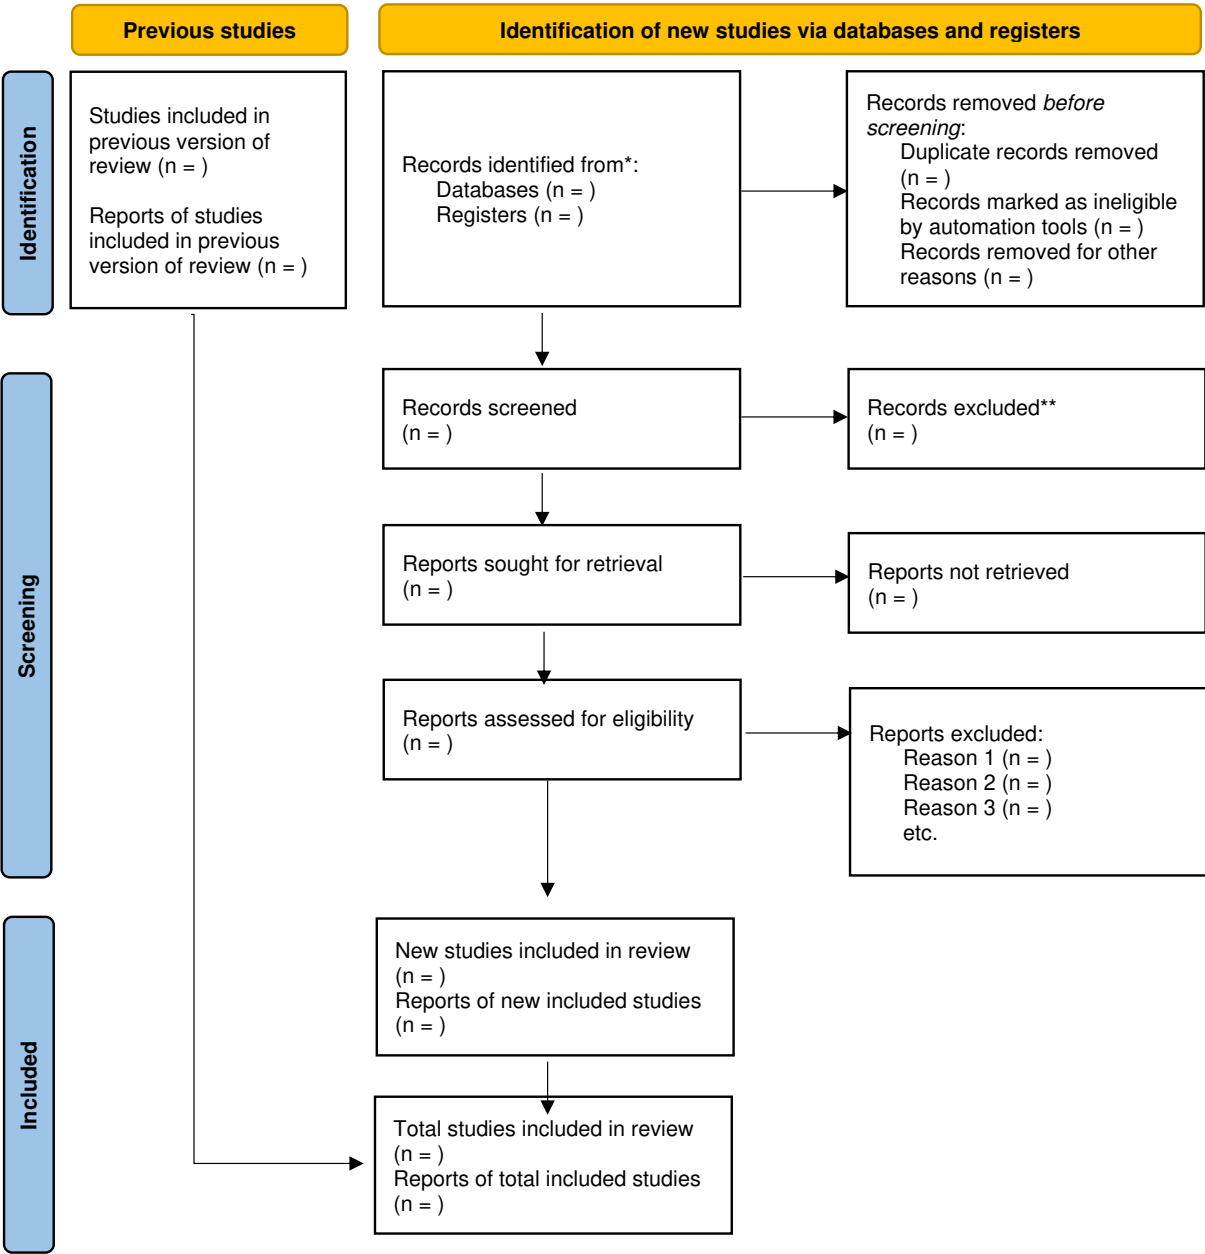 Previous studies
Identification of new studies via databases and registers
Identification
Studies included in
previous version of
review (n = )
Reports of studies
included in previous
version of review (n = )
Records identified from*:
Databases (n = )
Registers (n = )
Records removed before
screening:
Duplicate records removed
(n = )
Records marked as ineligible
by automation tools (n = )
Records removed for other
reasons (n = )
Screening
Records screened
(n = )
Records excluded**
(n = )
Reports sought for retrieval
(n = )
Reports not retrieved
(n = )
Reports assessed for eligibility
(n = )
Reports excluded:
Reason 1 (n = )
Reason 2 (n = )
Reason 3 (n = )
etc.
Included
New studies included in review
(n = )
Reports of new included studies
(n = )
Total studies included in review
(n = )
Reports of total included studies
(n = )